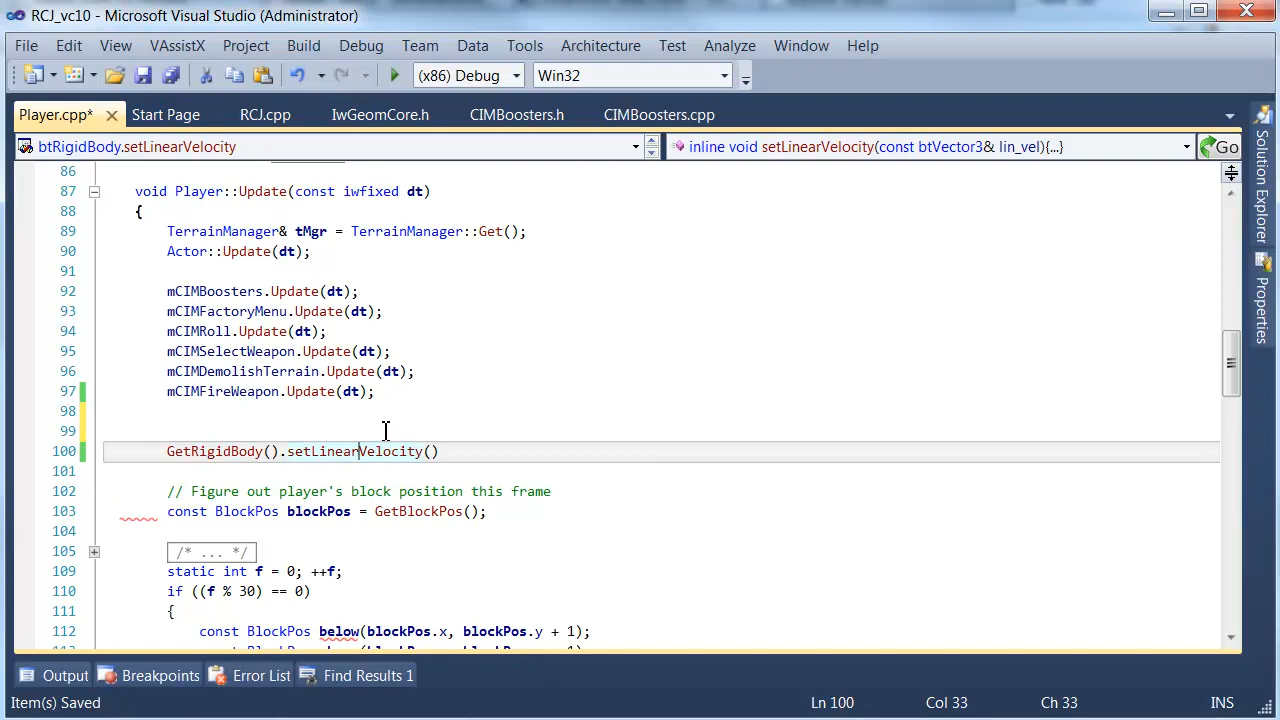 RCJ_vc10 - Microsoft Visual Studio (Administrator)
File Edit View VAssistX Project Build Debug Team Data Tools Architecture Test Analyze Window Help
(x86) Debug Win32
Player.cpp* Start Page RCJ.cpp IwGeomCore.h CIMBoosters.h CIMBoosters.cpp
btRigidBody.setLinearVelocity inline void setLinearVelocity(const btVector3& lin_vel){...} Go
86
87 void Player::Update(const iwfixed dt)
88 {
89 TerrainManager& tMgr = TerrainManager::Get();
90 Actor::Update(dt);
91
92 mCIMBoosters.Update(dt);
93 mCIMFactoryMenu.Update(dt);
94 mCIMRoll.Update(dt);
95 mCIMSelectWeapon.Update(dt);
96 mCIMDemolishTerrain.Update(dt);
97 mCIMFireWeapon.Update(dt);
98
99
100 GetRigidBody().setLinearVelocity()
101
102 // Figure out player's block position this frame
103 const BlockPos blockPos = GetBlockPos();
104
105 /* ... */
109 static int f = 0; ++f;
110 if ((f % 30) == 0)
111 {
112 const BlockPos below(blockPos.x, blockPos.y + 1);
Solution Explorer
Properties
Output Breakpoints Error List Find Results 1
Item(s) Saved Ln 100 Col 33 Ch 33 INS